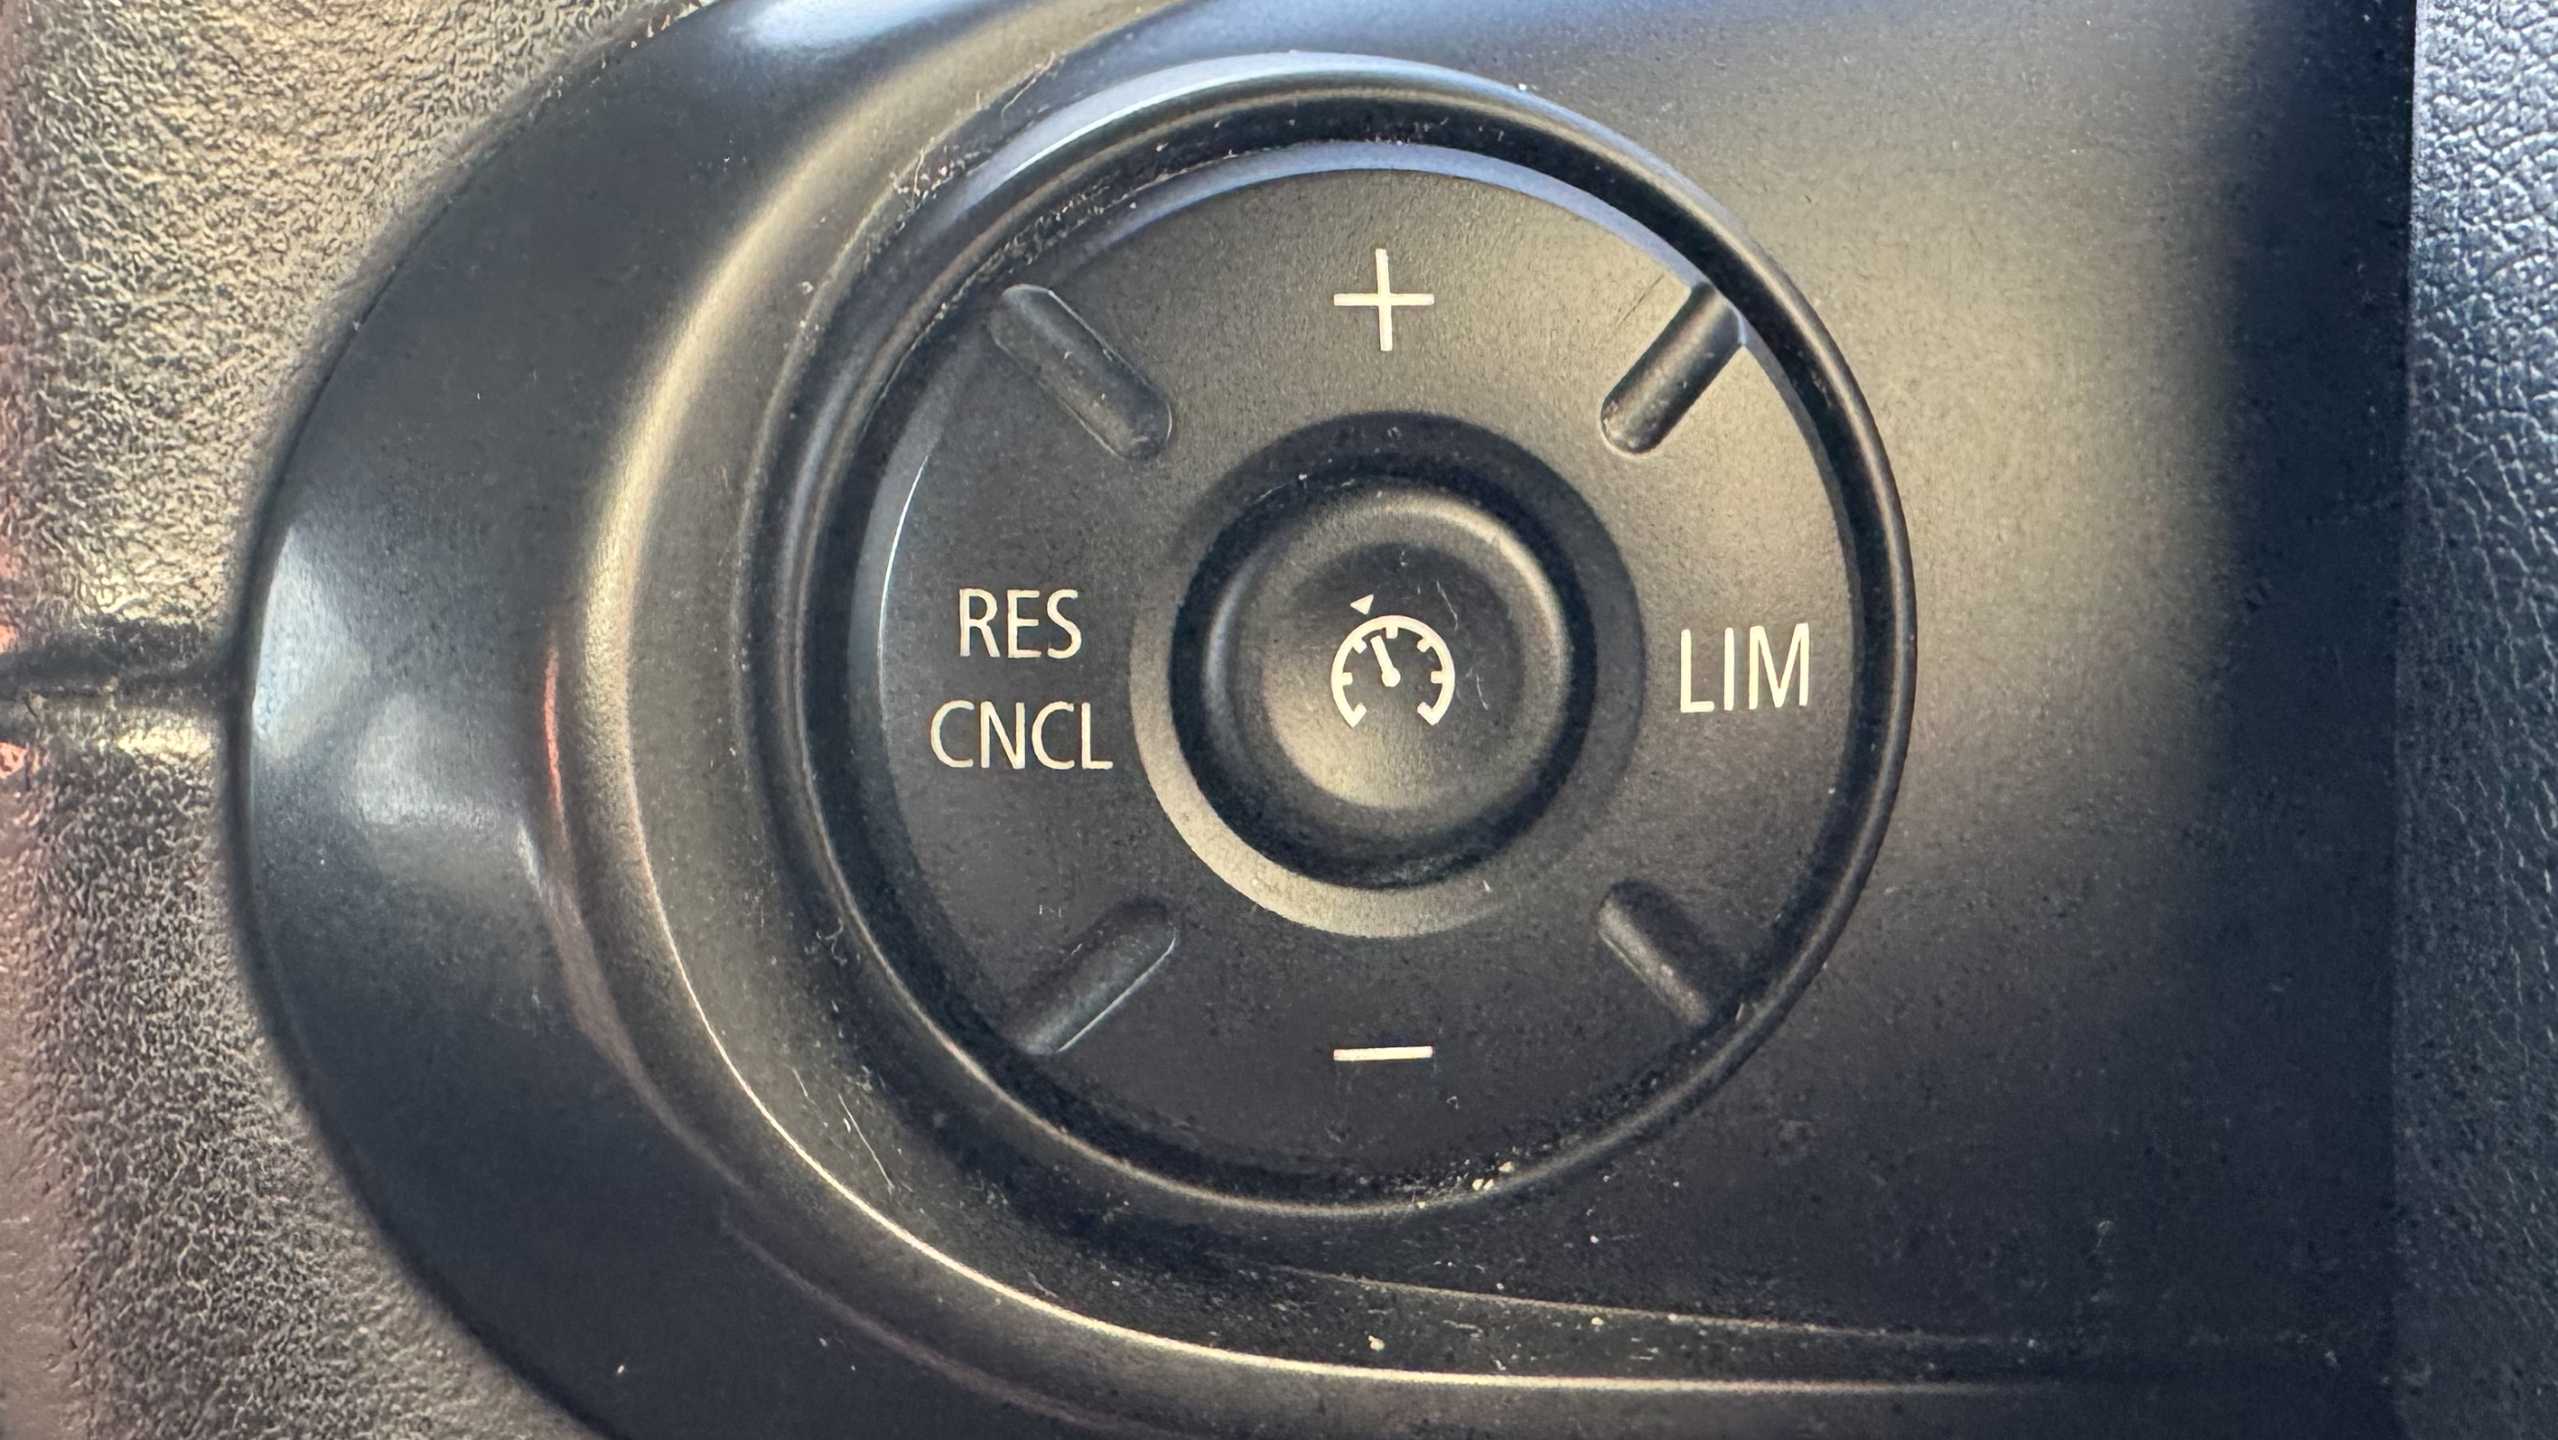 +
RES
CNCL
LIM
−